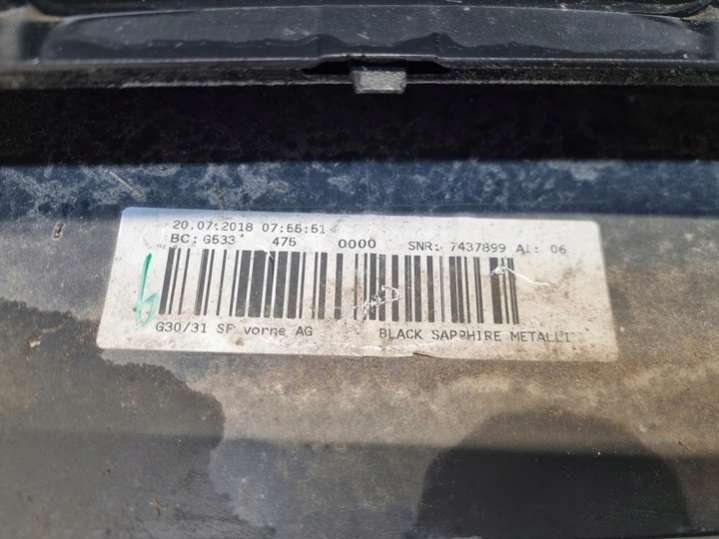 20.07.2018 07:55:51
BC: G533 475 0000 SNR: 7437899 AI: 06
G30/31 SF vorne AG BLACK SAPPHIRE METALLI